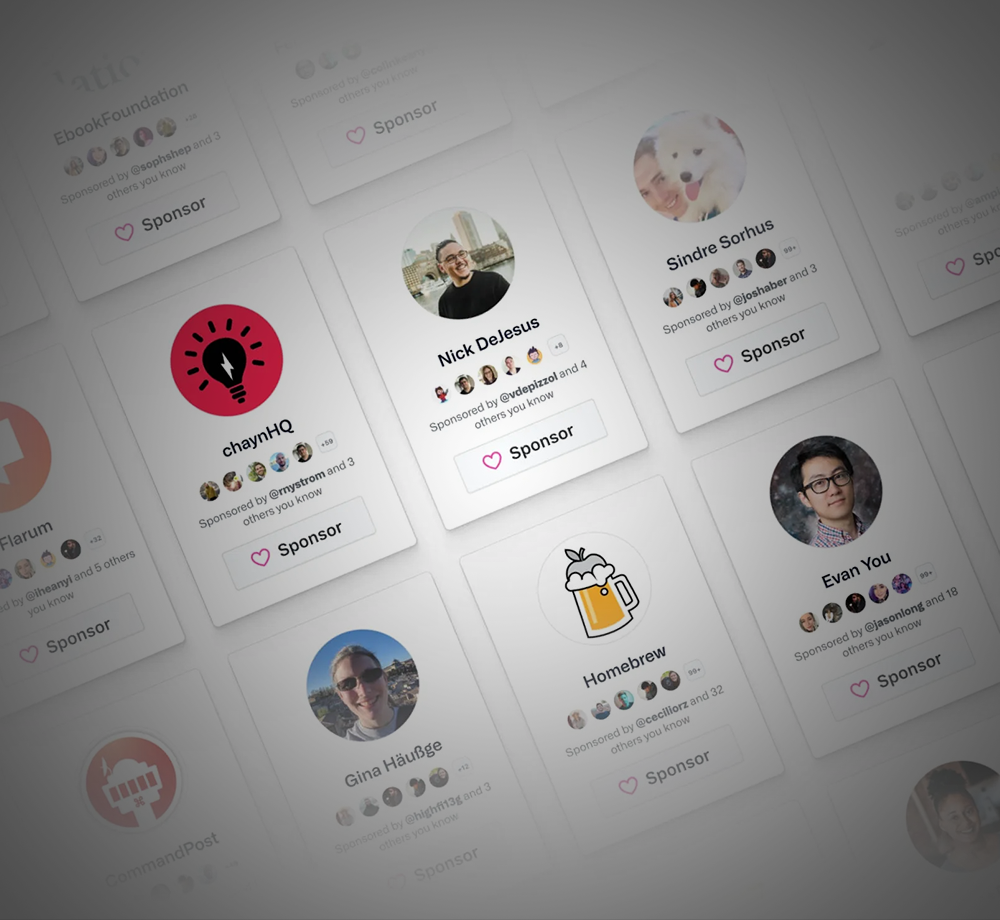 EbookFoundation
Sponsored by @sophshep and 3
others you know
Sponsor
Sponsored by
others you know
Sponsor
Sindre Sorhus
99+
Sponsored by @joshaber and 3
others you know
Sponsor
Sponsored by
others you know
Nick DeJesus
+8
Sponsored by @vdepizzol and 4
others you know
Sponsor
chaynHQ
+59
Sponsored by @rnystrom and 3
others you know
Sponsor
Flarum
+32
@iheanyi and 5 others
you know
Sponsor
Evan You
99+
Sponsored by @jasonlong and 18
others you know
Sponsor
Homebrew
99+
Sponsored by @ceciliorz and 32
others you know
Sponsor
Gina Häußge
+12
Sponsored by @highfl13g and 3
others you know
Sponsor
CommandPost